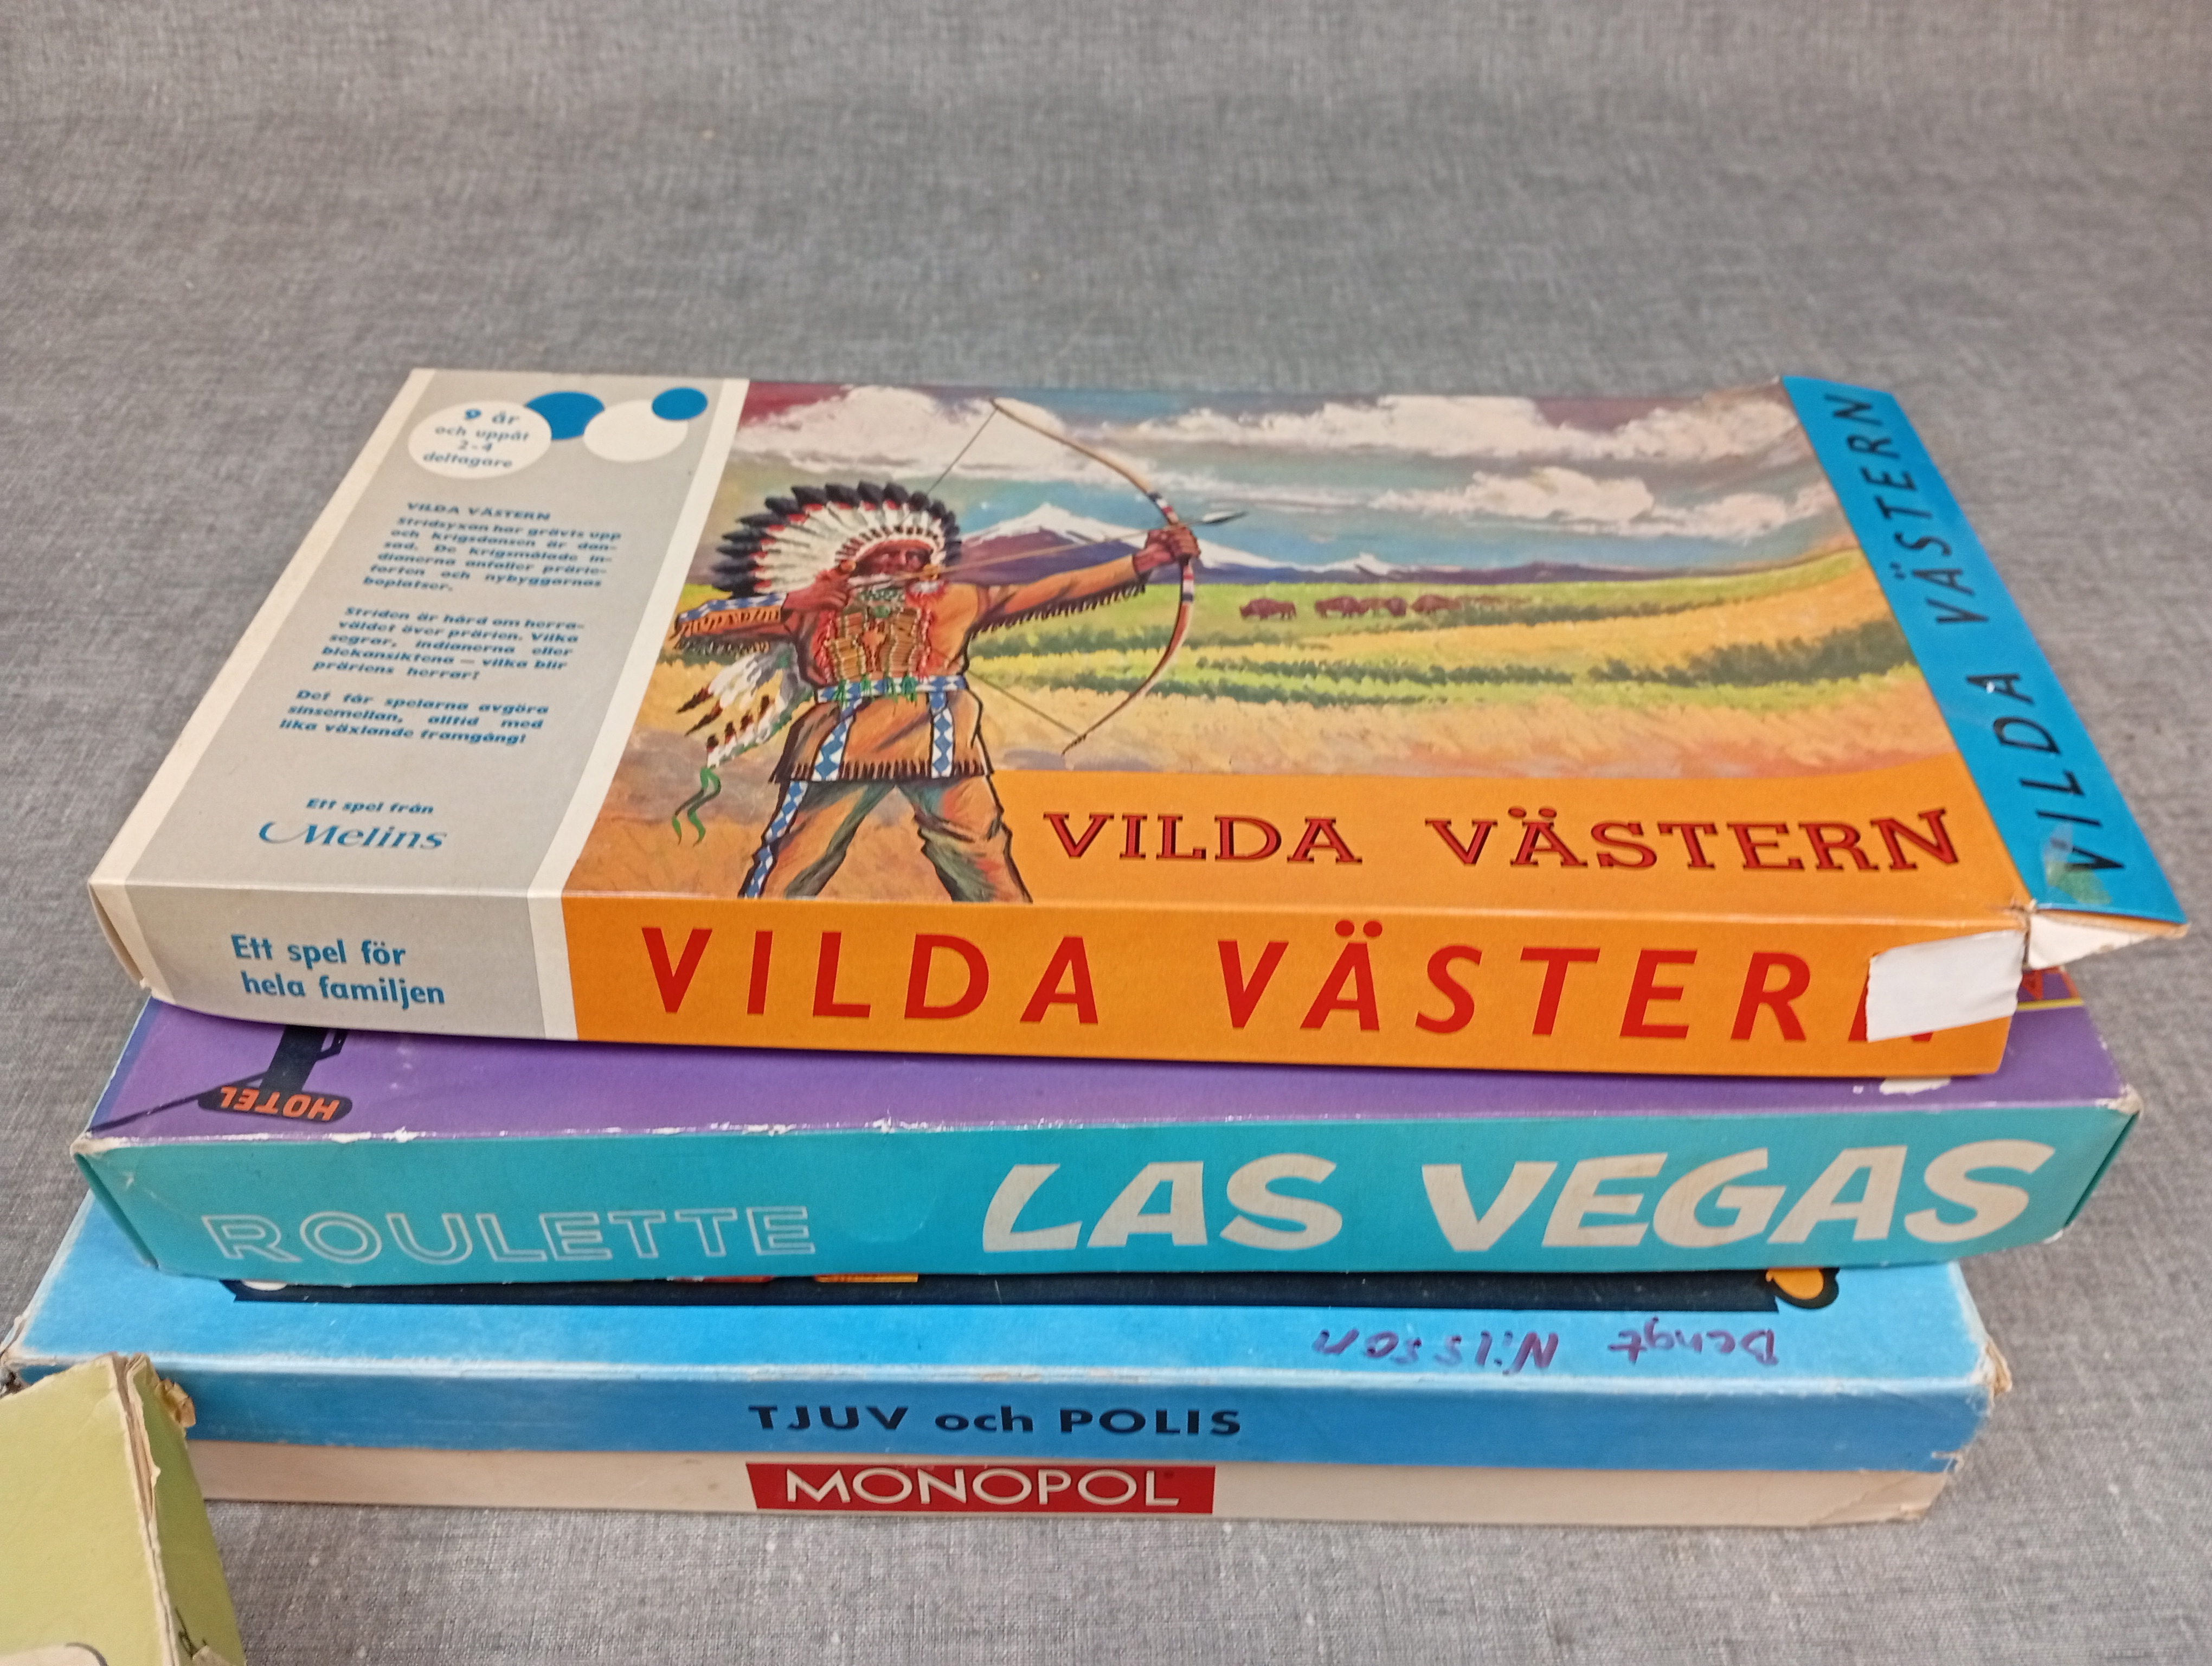 9 år
och uppåt
2-4
deltagare
VILDA VÄSTERN
Stridsyxan har grävts upp
och krigsdansen är dan-
sad. De krigsmålade in-
dianerna anfaller prärie-
forten och nybyggarnas
boplatser.
Striden är hård om herra-
väldet över prärien. Vilka
segrar, indianerna eller
blekansiktena — vilka blir
präriens herrar?
Det får spelarna avgöra
sinsemellan, alltid med
lika växlande framgång!
Ett spel från
Melins
VILDA VÄSTERN
VILDA VÄSTERN
Ett spel för
hela familjen
VILDA VÄSTERN
HOTEL
ROULETTE LAS VEGAS
Bengt Nilsson
TJUV och POLIS
MONOPOL